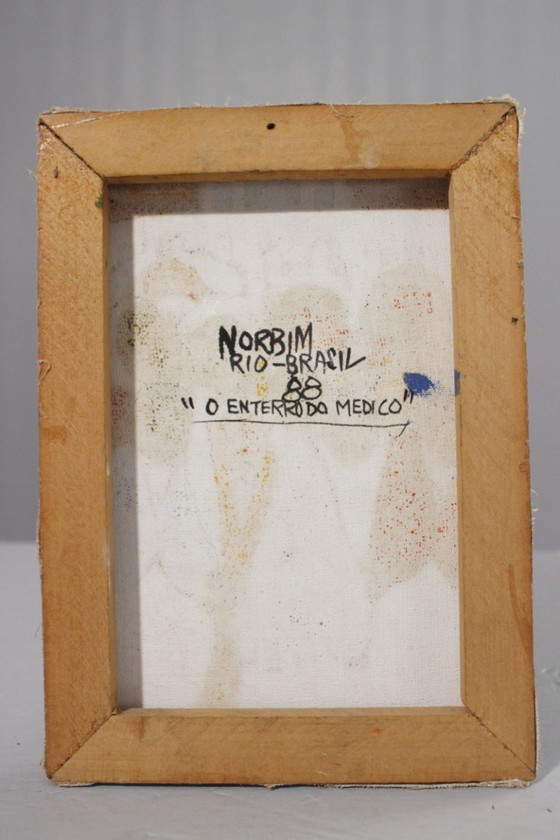 NORBIM
RIO-BRASIL
88
"O ENTERRO DO MEDICO"